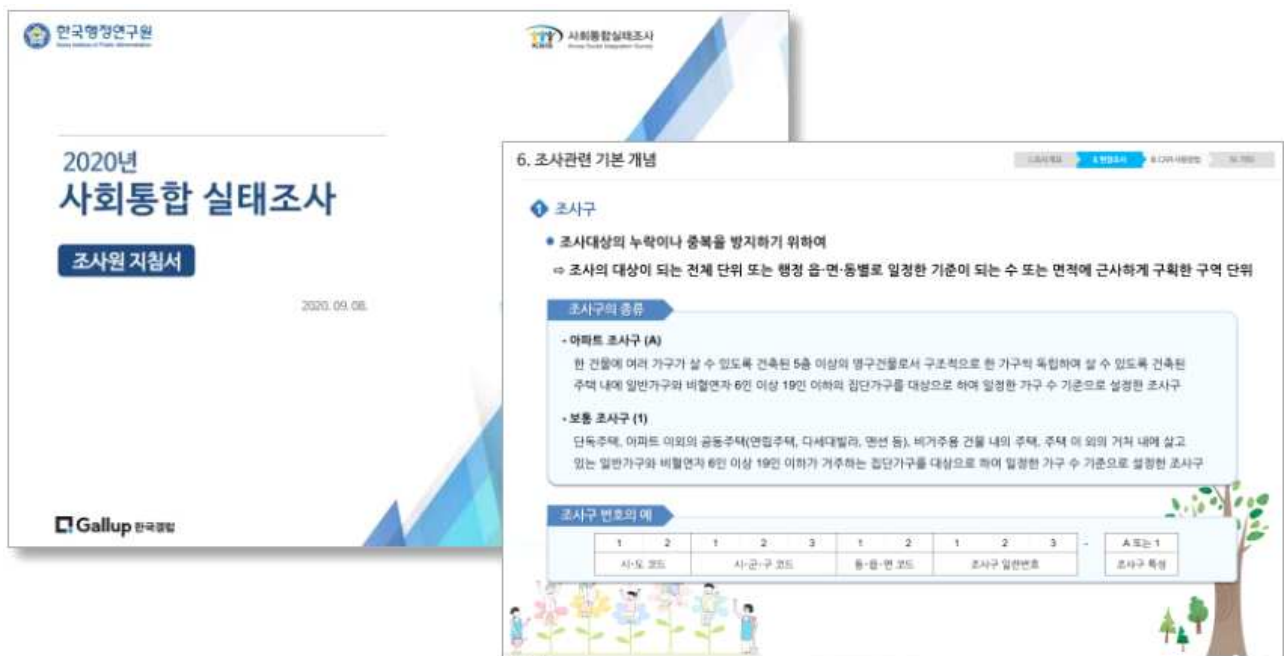 한국행정연구원
Korea Institute of Public Administration
사회통합실태조사
Korea Social Integration Survey
2020년
사회통합 실태조사
조사원 지침서
2020. 09. 08.
Gallup 한국갤럽
6. 조사관련 기본 개념
1 조사구
● 조사대상의 누락이나 중복을 방지하기 위하여
⇨ 조사의 대상이 되는 전체 단위 또는 행정 읍·면·동별로 일정한 기준이 되는 수 또는 면적에 근사하게 구획한 구역 단위
조사구의 종류
- 아파트 조사구 (A)
한 건물에 여러 가구가 살 수 있도록 건축된 5층 이상의 영구건물로서 구조적으로 한 가구씩 독립하여 살 수 있도록 건축된
주택 내에 일반가구와 비혈연자 6인 이상 19인 이하의 집단가구를 대상으로 하여 일정한 가구 수 기준으로 설정한 조사구
- 보통 조사구 (1)
단독주택, 아파트 이외의 공동주택(연립주택, 다세대빌라, 맨션 등), 비거주용 건물 내의 주택, 주택 이 외의 거처 내에 살고
있는 일반가구와 비혈연자 6인 이상 19인 이하가 거주하는 집단가구를 대상으로 하여 일정한 가구 수 기준으로 설정한 조사구
조사구 번호의 예
1 2 1 2 3 1 2 1 2 3 - A 또는 1
시·도 코드 시·군·구 코드 동·읍·면 코드 조사구 일련번호 조사구 특성